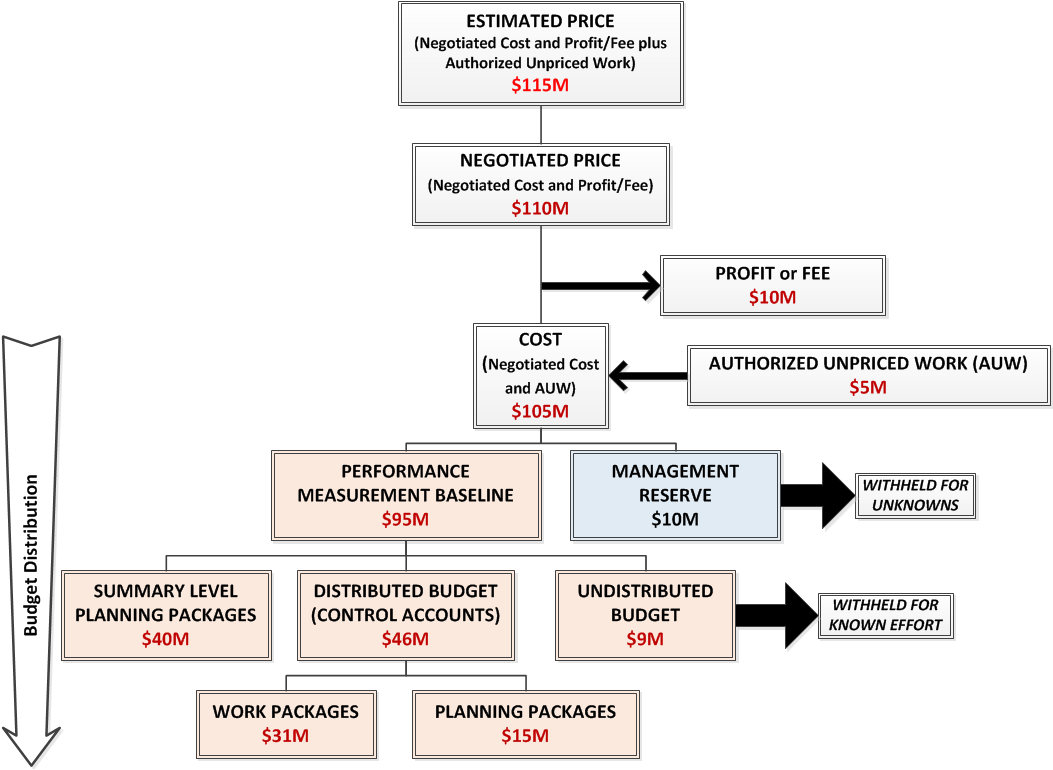 ESTIMATED PRICE
(Negotiated Cost and Profit/Fee plus
Authorized Unpriced Work)
$115M
NEGOTIATED PRICE
(Negotiated Cost and Profit/Fee)
$110M
PROFIT or FEE
$10M
COST
(Negotiated Cost
and AUW)
$105M
AUTHORIZED UNPRICED WORK (AUW)
$5M
Budget Distribution
PERFORMANCE
MEASUREMENT BASELINE
$95M
MANAGEMENT
RESERVE
$10M
WITHHELD FOR
UNKNOWNS
SUMMARY LEVEL
PLANNING PACKAGES
$40M
DISTRIBUTED BUDGET
(CONTROL ACCOUNTS)
$46M
UNDISTRIBUTED
BUDGET
$9M
WITHHELD FOR
KNOWN EFFORT
WORK PACKAGES
$31M
PLANNING PACKAGES
$15M